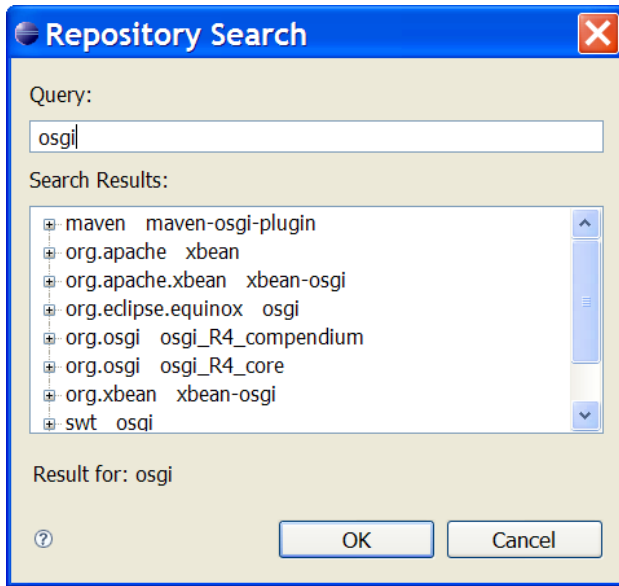 Repository Search
Query:
osgi
Search Results:
maven maven-osgi-plugin
org.apache xbean
org.apache.xbean xbean-osgi
org.eclipse.equinox osgi
org.osgi osgi_R4_compendium
org.osgi osgi_R4_core
org.xbean xbean-osgi
swt osgi
Result for: osgi
? OK Cancel